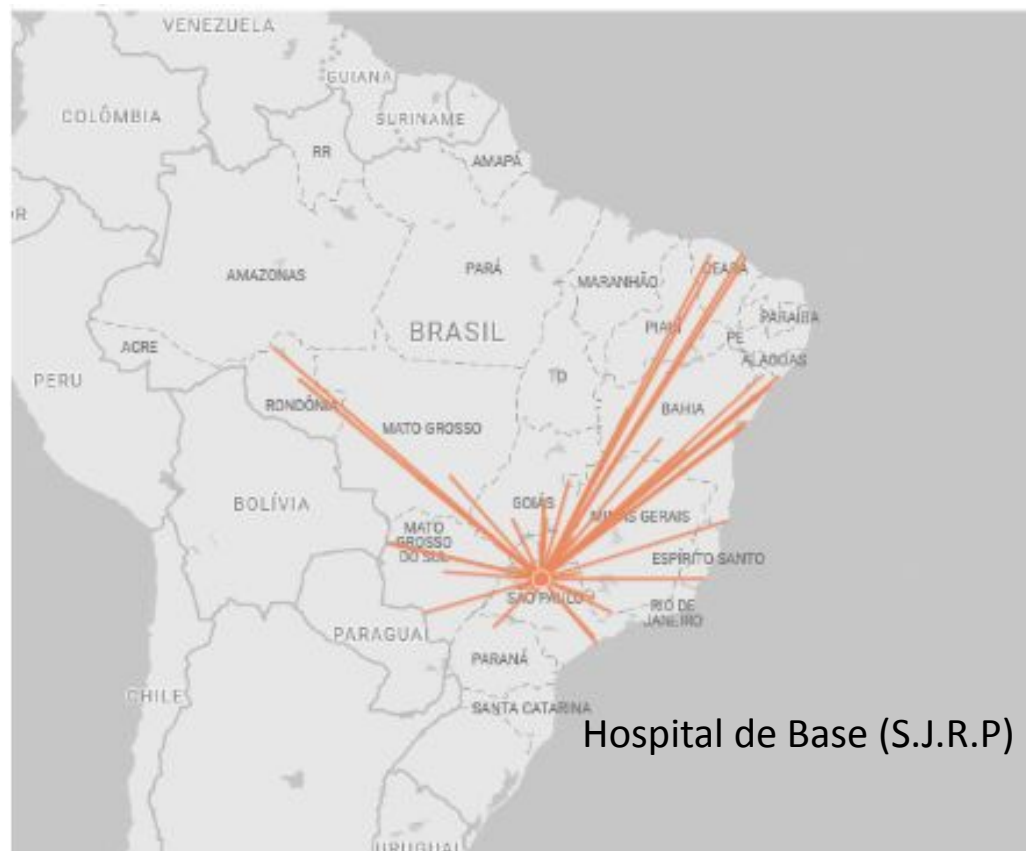 VENEZUELA
GUIANA
COLÔMBIA
SURINAME
RR
AMAPÁ
OR
AMAZONAS
PARÁ
CEARÁ
MARANHÃO
PARAÍBA
BRASIL
PIAUÍ
PE
ACRE
ALAGOAS
PERU
TO
RONDÔNIA
BAHIA
MATO GROSSO
BOLÍVIA
GOIÁS
MINAS GERAIS
MATO
GROSSO
DO SUL
ESPÍRITO SANTO
SÃO PAULO
RIO DE
JANEIRO
PARAGUAI
PARANÁ
CHILE
SANTA CATARINA
Hospital de Base (S.J.R.P)
URUGUAI